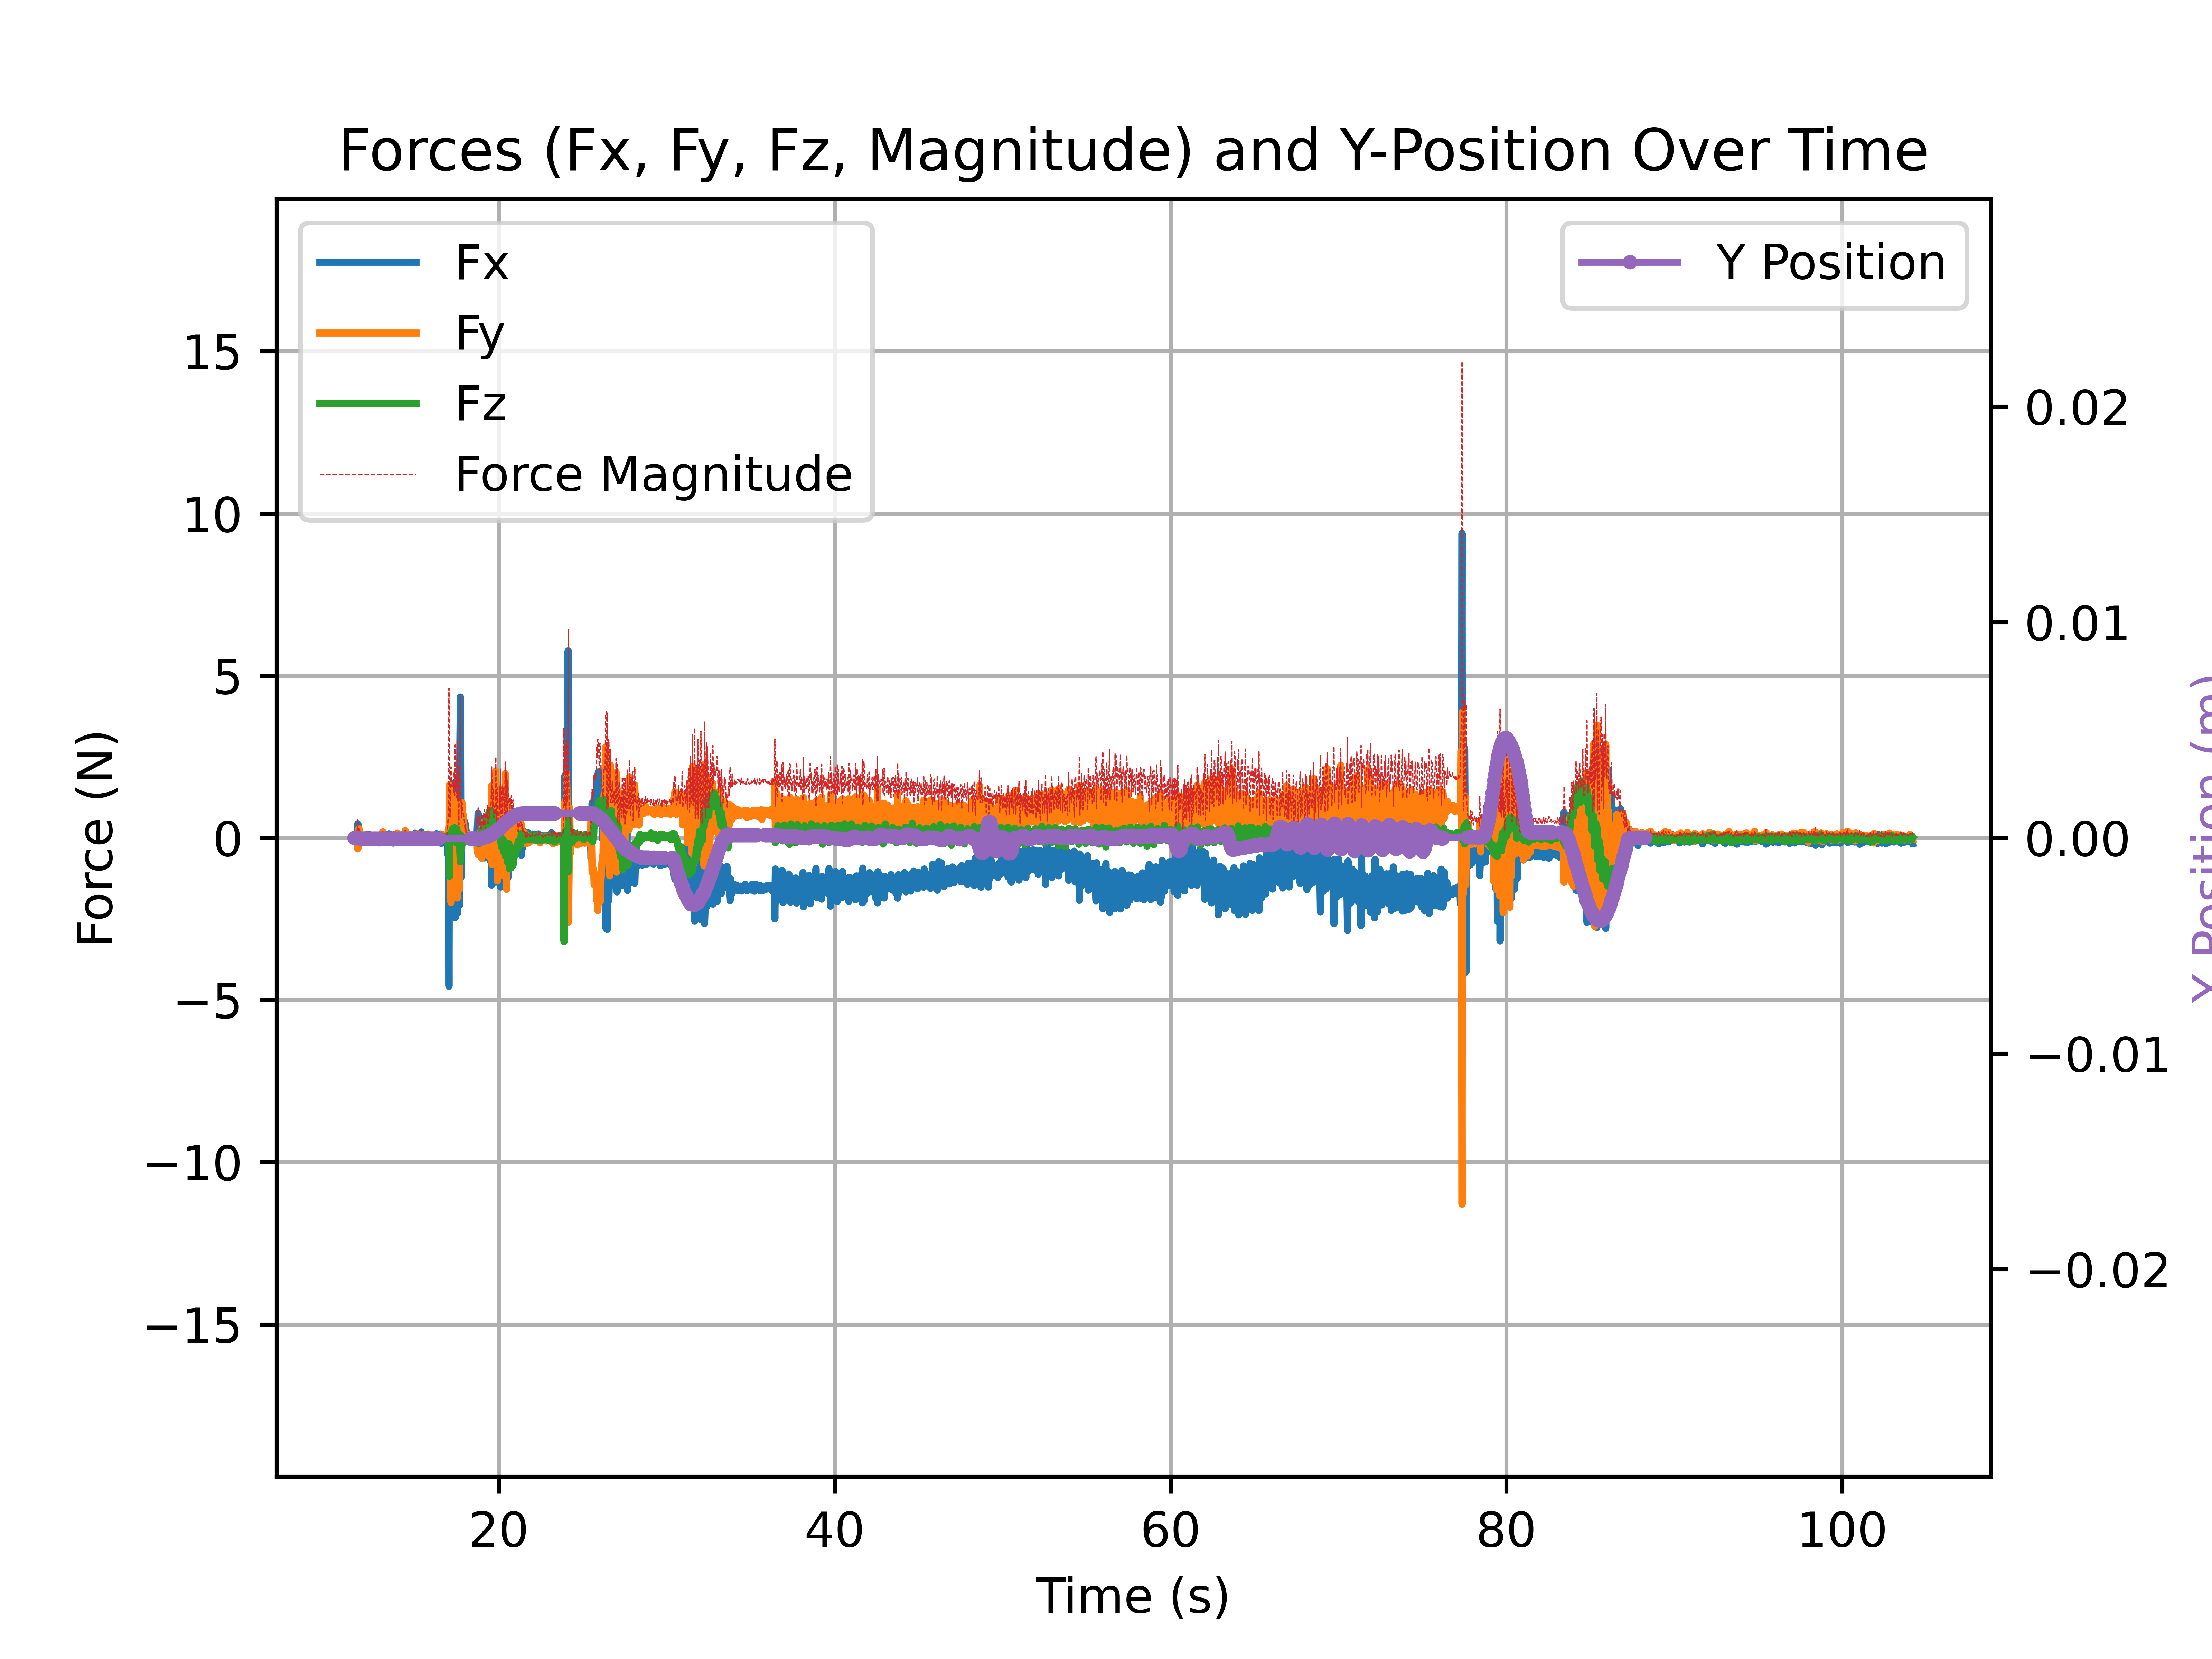 Forces (Fx, Fy, Fz, Magnitude) and Y-Position Over Time
Fx
Fy
Fz
Force Magnitude
Y Position
15
10
5
0
−5
−10
−15
Force (N)
0.02
0.01
0.00
−0.01
−0.02
Y Position (m)
20
40
60
80
100
Time (s)